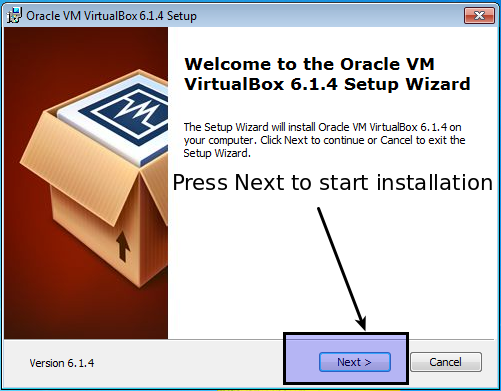 Oracle VM VirtualBox 6.1.4 Setup
Welcome to the Oracle VM
VirtualBox 6.1.4 Setup Wizard
The Setup Wizard will install Oracle VM VirtualBox 6.1.4 on
your computer. Click Next to continue or Cancel to exit the
Setup Wizard.
Press Next to start installation
Version 6.1.4
Next >
Cancel